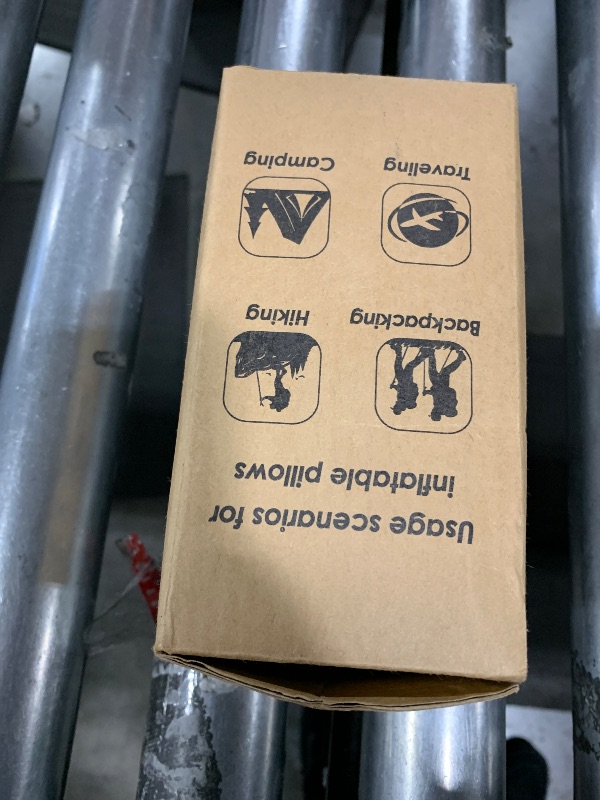 Usage scenarios for
inflatable pillows
Backpacking
Hiking
Traveling
Camping